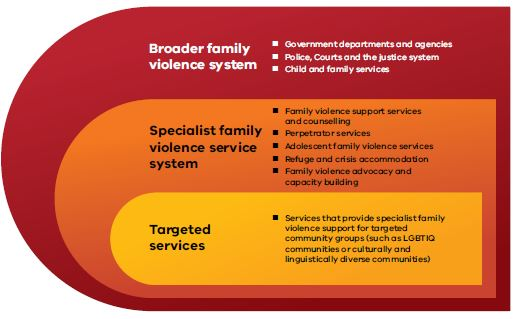 Broader family
violence system
■ Government departments and agencies
■ Police, Courts and the justice system
■ Child and family services
Specialist family
violence service
system
■ Family violence support services
and counselling
■ Perpetrator services
■ Adolescent family violence services
■ Refuge and crisis accommodation
■ Family violence advocacy and
capacity building
Targeted
services
■ Services that provide specialist family
violence support for targeted
community groups (such as LGBTIQ
communities or culturally and
linguistically diverse communities)